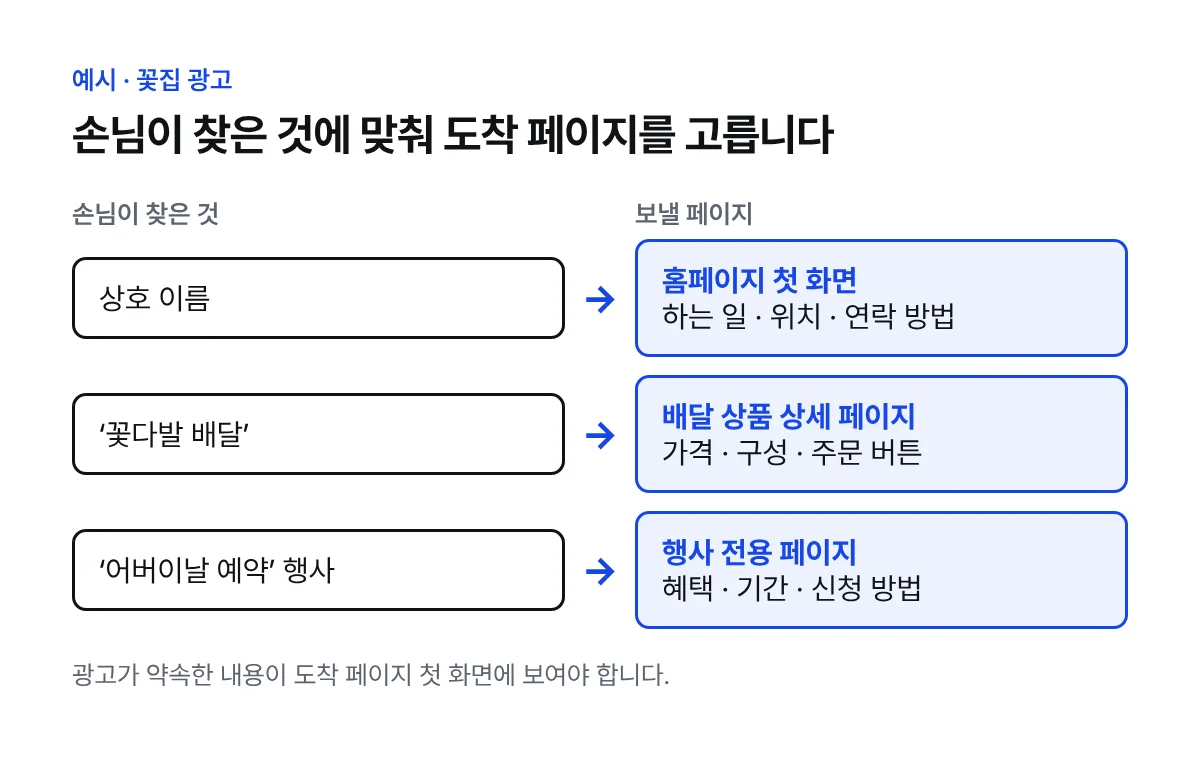 예시 · 꽃집 광고
손님이 찾은 것에 맞춰 도착 페이지를 고릅니다
손님이 찾은 것
보낼 페이지
상호 이름
홈페이지 첫 화면
하는 일 · 위치 · 연락 방법
‘꽃다발 배달’
배달 상품 상세 페이지
가격 · 구성 · 주문 버튼
‘어버이날 예약’ 행사
행사 전용 페이지
혜택 · 기간 · 신청 방법
광고가 약속한 내용이 도착 페이지 첫 화면에 보여야 합니다.